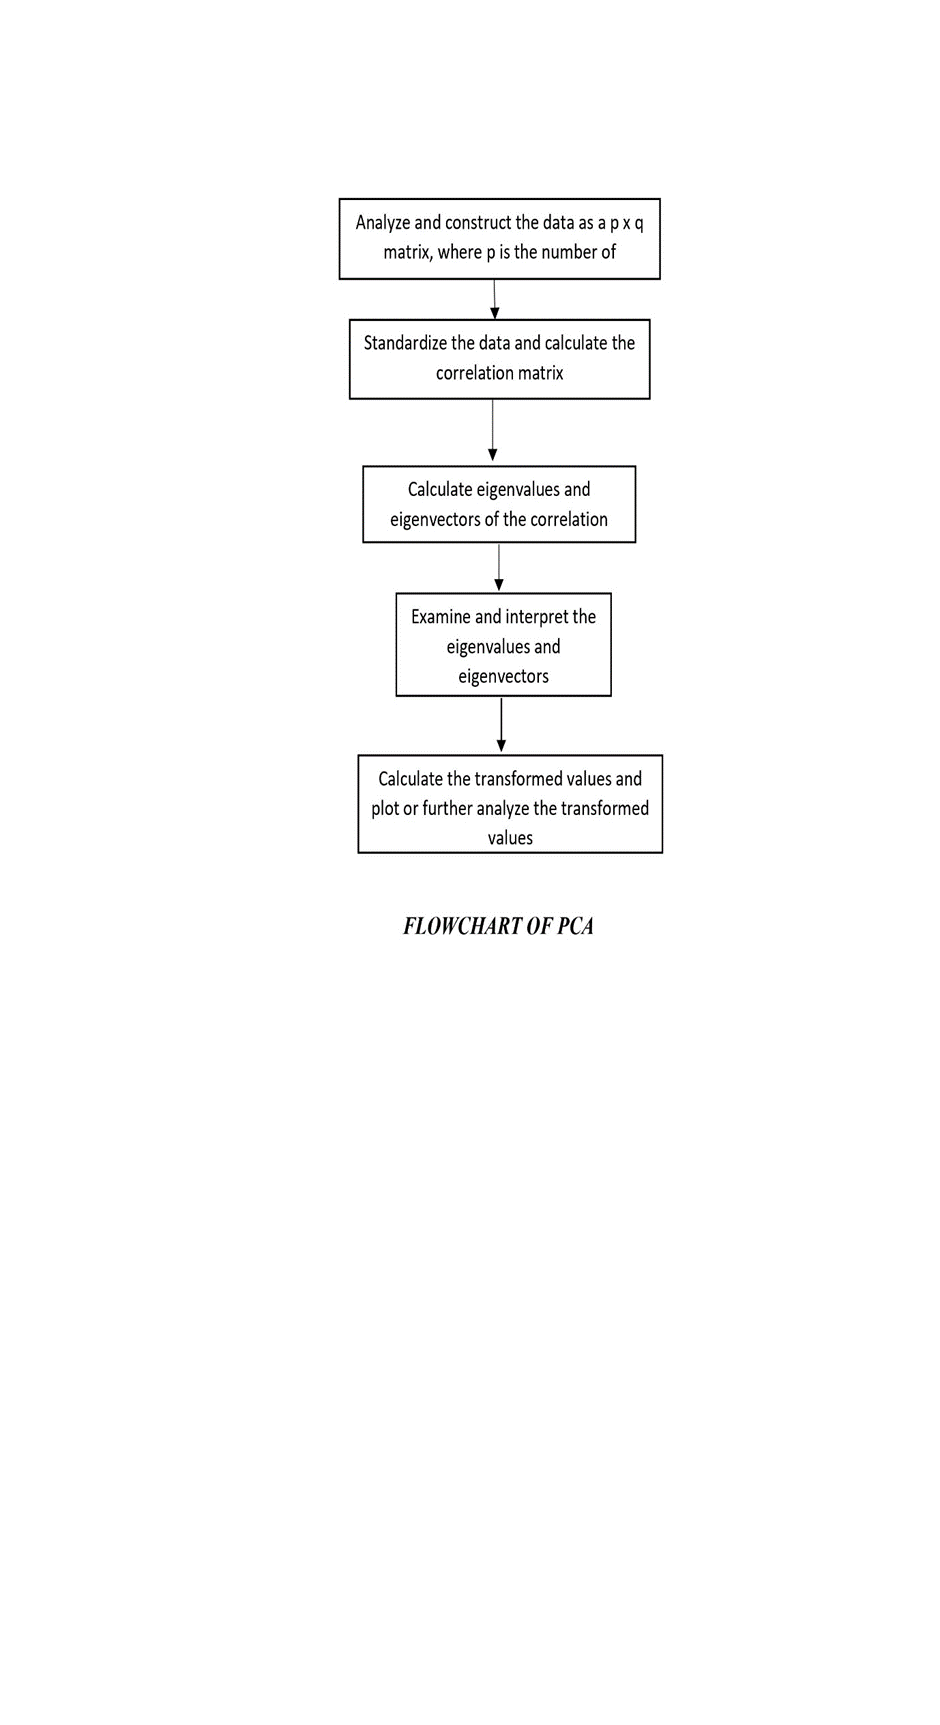 Analyze and construct the data as a p x q
matrix, where p is the number of
Standardize the data and calculate the
correlation matrix
Calculate eigenvalues and
eigenvectors of the correlation
Examine and interpret the
eigenvalues and
eigenvectors
Calculate the transformed values and
plot or further analyze the transformed
values
FLOWCHART OF PCA